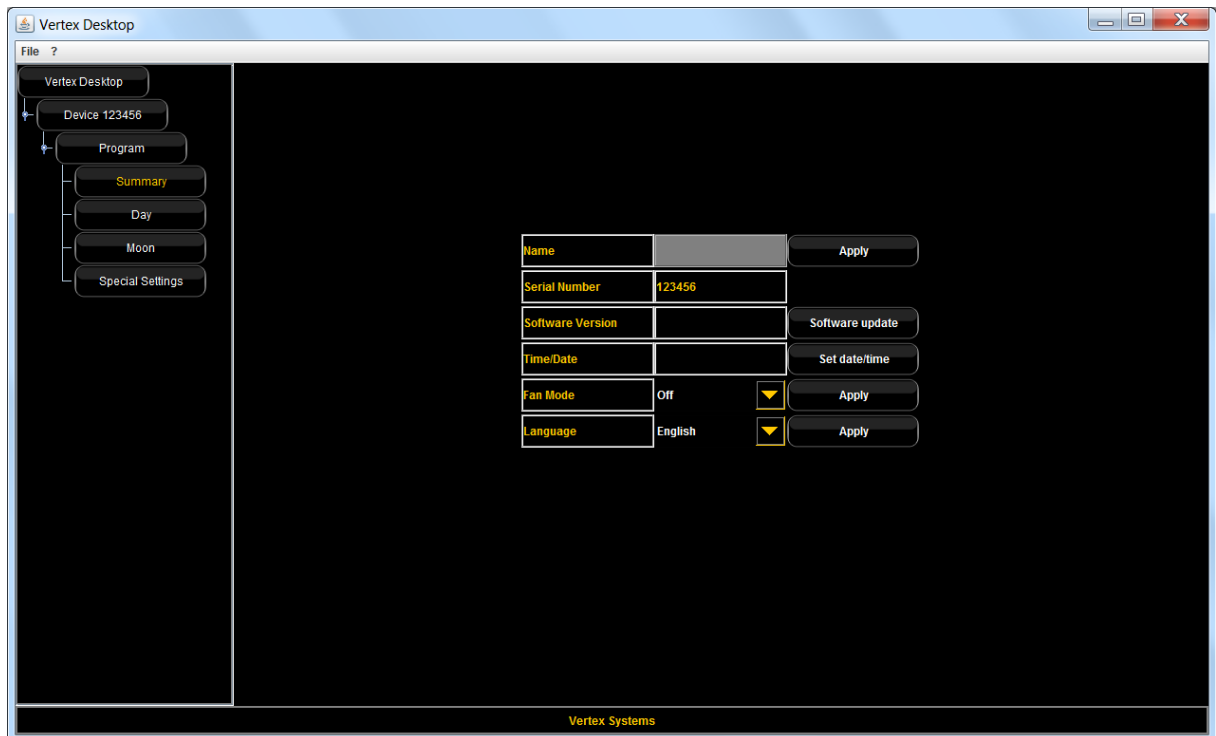 Vertex Desktop
File ?
Vertex Desktop
Device 123456
Program
Summary
Day
Moon
Special Settings
Name Apply
Serial Number 123456
Software Version Software update
Time/Date Set date/time
Fan Mode Off Apply
Language English Apply
Vertex Systems